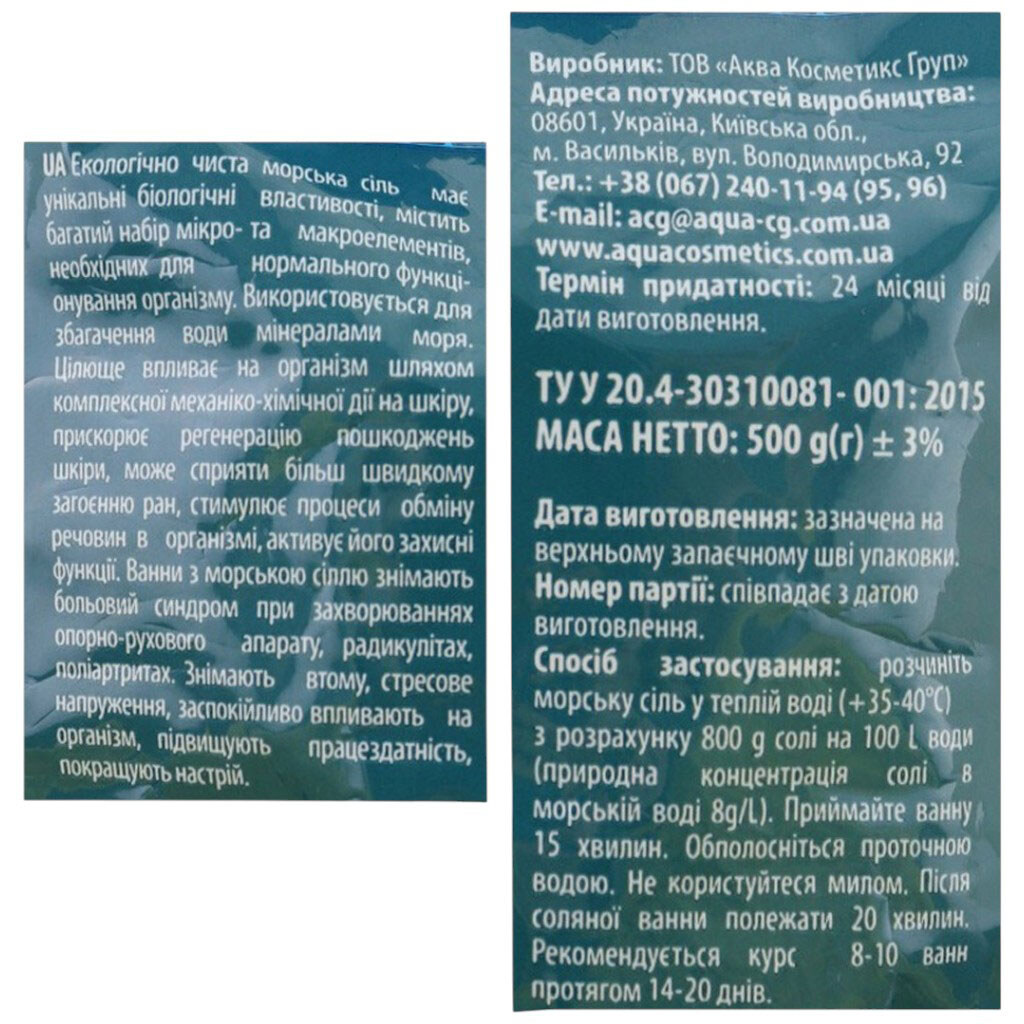 UA Екологічно чиста морська сіль має
унікальні біологічні властивості, містить
багатий набір мікро- та макроелементів,
необхідних для нормального функці-
онування організму. Використовується для
збагачення води мінералами моря.
Цілюще впливає на організм шляхом
комплексної механіко-хімічної дії на шкіру,
прискорює регенерацію пошкоджень
шкіри, може сприяти більш швидкому
загоєнню ран, стимулює процеси обміну
речовин в організмі, активує його захисні
функції. Ванни з морською сіллю знімають
больовий синдром при захворюваннях
опорно-рухового апарату, радикулітах,
поліартритах. Знімають втому, стресове
напруження, заспокійливо впливають на
організм, підвищують працездатність,
покращують настрій.
Виробник: ТОВ «Аква Косметикс Груп»
Адреса потужностей виробництва:
08601, Україна, Київська обл.,
м. Васильків, вул. Володимирська, 92
Тел.: +38 (067) 240-11-94 (95, 96)
E-mail: acg@aqua-cg.com.ua
www.aquacosmetics.com.ua
Термін придатності: 24 місяці від
дати виготовлення.
ТУ У 20.4-30310081- 001: 2015
МАСА НЕТТО: 500 g(г) ± 3%
Дата виготовлення: зазначена на
верхньому запаєчному шві упаковки.
Номер партії: співпадає з датою
виготовлення.
Спосіб застосування: розчиніть
морську сіль у теплій воді (+35-40°C)
з розрахунку 800 g солі на 100 L води
(природна концентрація солі в
морській воді 8g/L). Приймайте ванну
15 хвилин. Обполосніться проточною
водою. Не користуйтеся милом. Після
соляної ванни полежати 20 хвилин.
Рекомендується курс 8-10 ванн
протягом 14-20 днів.